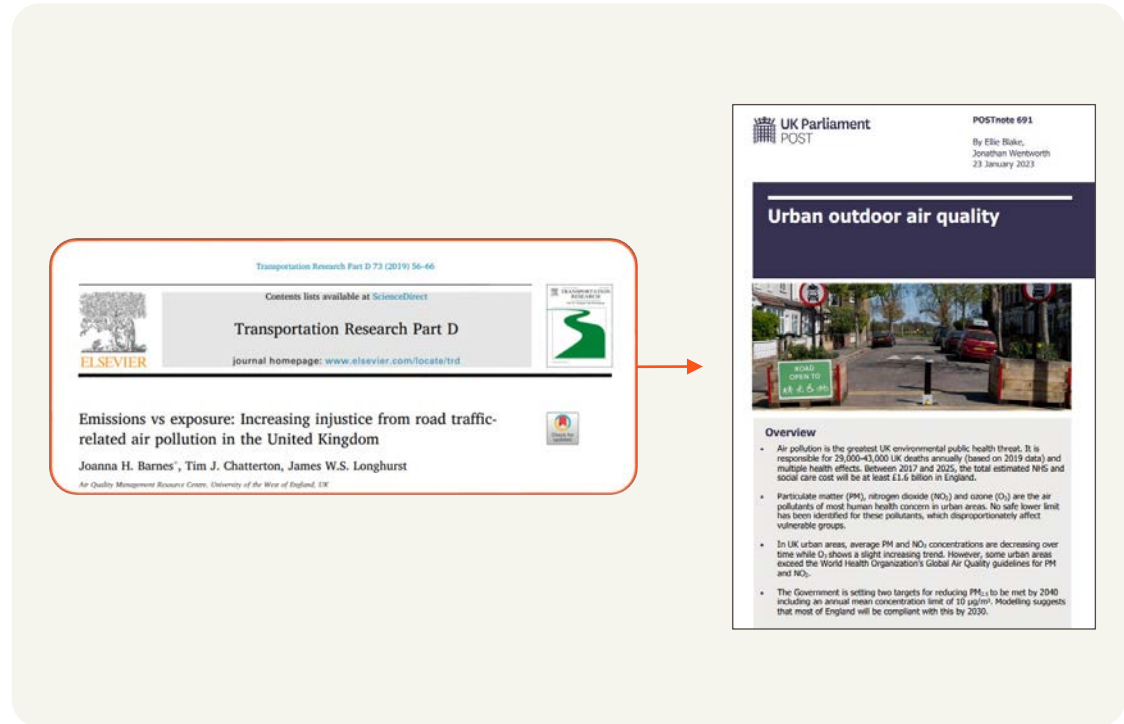 Transportation Research Part D 73 (2019) 56–66
Contents lists available at ScienceDirect
Transportation Research Part D
journal homepage: www.elsevier.com/locate/trd
ELSEVIER
TRANSPORTATION
RESEARCH
Emissions vs exposure: Increasing injustice from road traffic-
related air pollution in the United Kingdom
Check for
updates
Joanna H. Barnes*, Tim J. Chatterton, James W.S. Longhurst
Air Quality Management Resource Centre, University of the West of England, UK
UK Parliament
POST
POSTnote 691
By Ellie Blake,
Jonathan Wentworth
23 January 2023
Urban outdoor air quality
ROAD
OPEN TO
Overview
• Air pollution is the greatest UK environmental public health threat. It is
responsible for 29,000–43,000 UK deaths annually (based on 2019 data) and
multiple health effects. Between 2017 and 2025, the total estimated NHS and
social care cost will be at least £1.6 billion in England.
• Particulate matter (PM), nitrogen dioxide (NO₂) and ozone (O₃) are the air
pollutants of most human health concern in urban areas. No safe lower limit
has been identified for these pollutants, which disproportionately affect
vulnerable groups.
• In UK urban areas, average PM and NO₂ concentrations are decreasing over
time while O₃ shows a slight increasing trend. However, some urban areas
exceed the World Health Organization's Global Air Quality guidelines for PM
and NO₂.
• The Government is setting two targets for reducing PM₂.₅ to be met by 2040
including an annual mean concentration limit of 10 µg/m³. Modelling suggests
that most of England will be compliant with this by 2030.